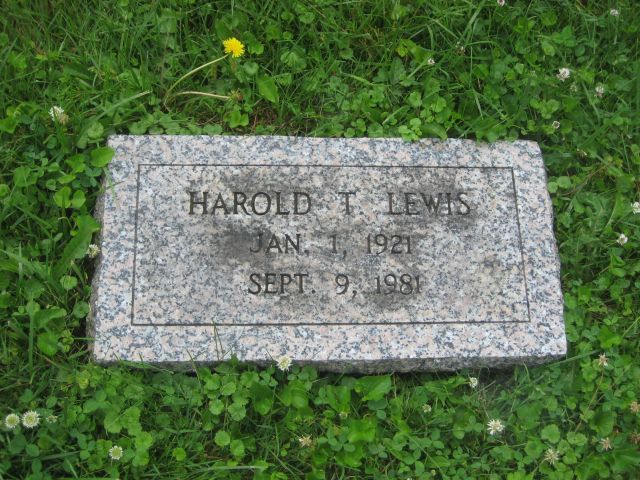 HAROLD T. LEWIS
JAN. 1, 1921
SEPT. 9, 1981